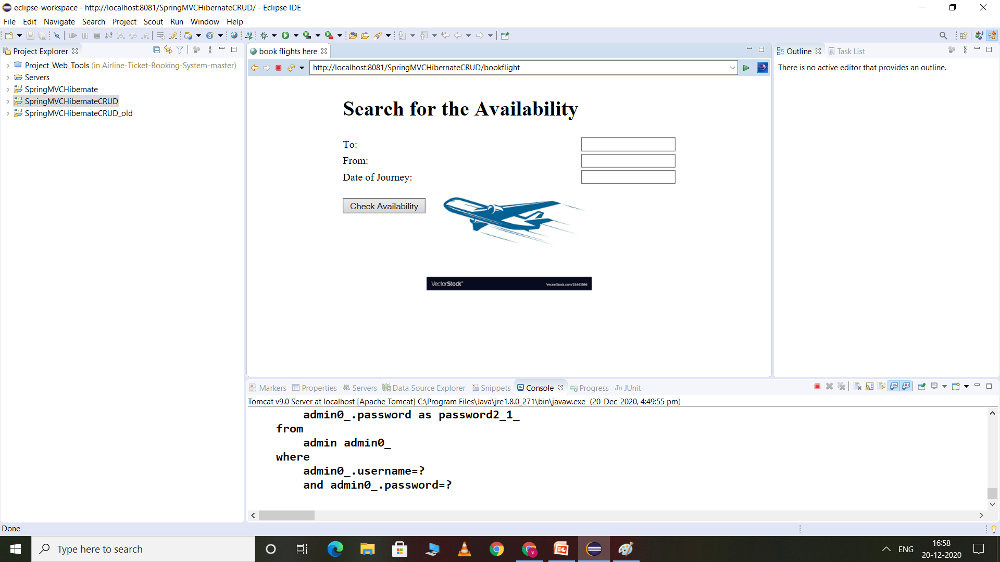 eclipse-workspace - http://localhost:8081/SpringMVCHibernateCRUD/ - Eclipse IDE
File Edit Navigate Search Project Scout Run Window Help
Project Explorer
Project_Web_Tools (in Airline-Ticket-Booking-System-master)
Servers
SpringMVCHibernate
SpringMVCHibernateCRUD
SpringMVCHibernateCRUD_old
book flights here
http://localhost:8081/SpringMVCHibernateCRUD/bookflight
Search for the Availability
To:
From:
Date of Journey:
Check Availability
VectorStock®
VectorStock.com/21441986
Outline Task List
There is no active editor that provides an outline.
Markers Properties Servers Data Source Explorer Snippets Console Progress JUnit
Tomcat v9.0 Server at localhost [Apache Tomcat] C:\Program Files\Java\jre1.8.0_271\bin\javaw.exe (20-Dec-2020, 4:49:55 pm)
admin0_.password as password2_1_
from
admin admin0_
where
admin0_.username=?
and admin0_.password=?
Done
Type here to search
ENG
16:58
20-12-2020